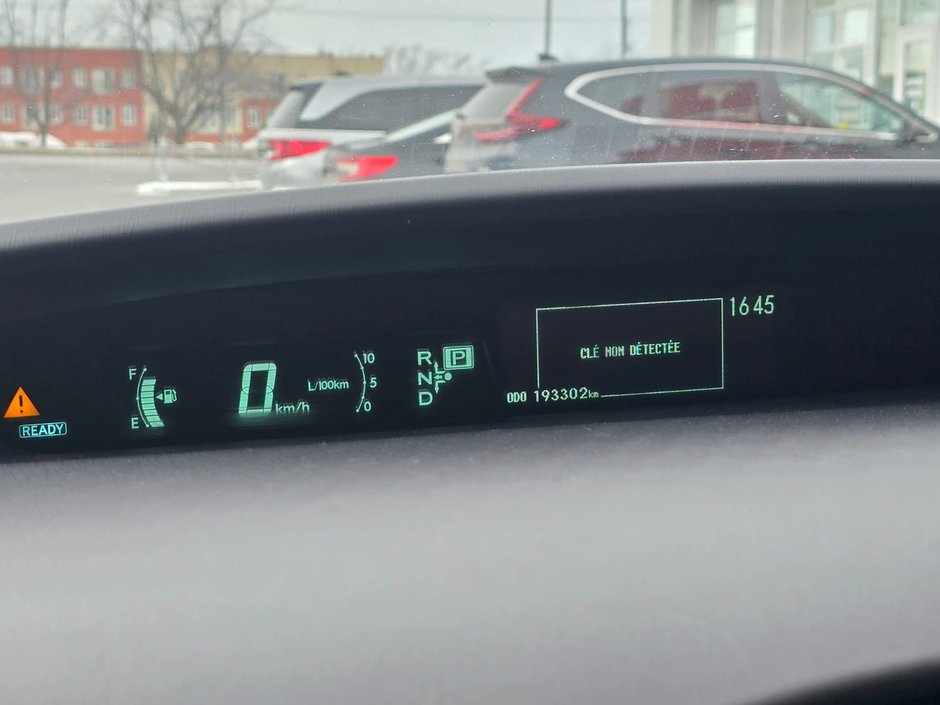 1645
CLÉ NON DÉTECTÉE
ODO 193302km
F
E
0 km/h
L/100km
10
5
0
R P
N
D
READY